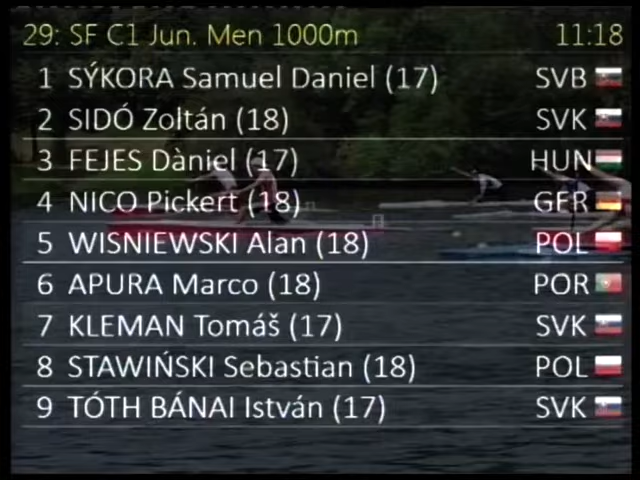 29: SF C1 Jun. Men 1000m 11:18
1 SÝKORA Samuel Daniel (17) SVB
2 SIDÓ Zoltán (18) SVK
3 FEJES Dàniel (17) HUN
4 NICO Pickert (18) GER
5 WISNIEWSKI Alan (18) POL
6 APURA Marco (18) POR
7 KLEMAN Tomáš (17) SVK
8 STAWIŃSKI Sebastian (18) POL
9 TÓTH BÁNAI István (17) SVK